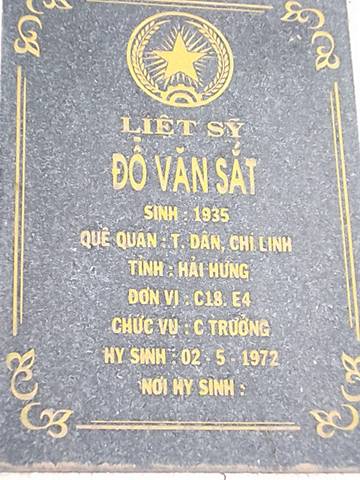 LIỆT SỸ
ĐỖ VĂN SẮT
SINH : 1935
QUÊ QUÁN : T. DÂN, CHÍ LINH
TỈNH : HẢI HƯNG
ĐƠN VỊ : C18. E4
CHỨC VỤ : C TRƯỞNG
HY SINH : 02 - 5 - 1972
NƠI HY SINH :